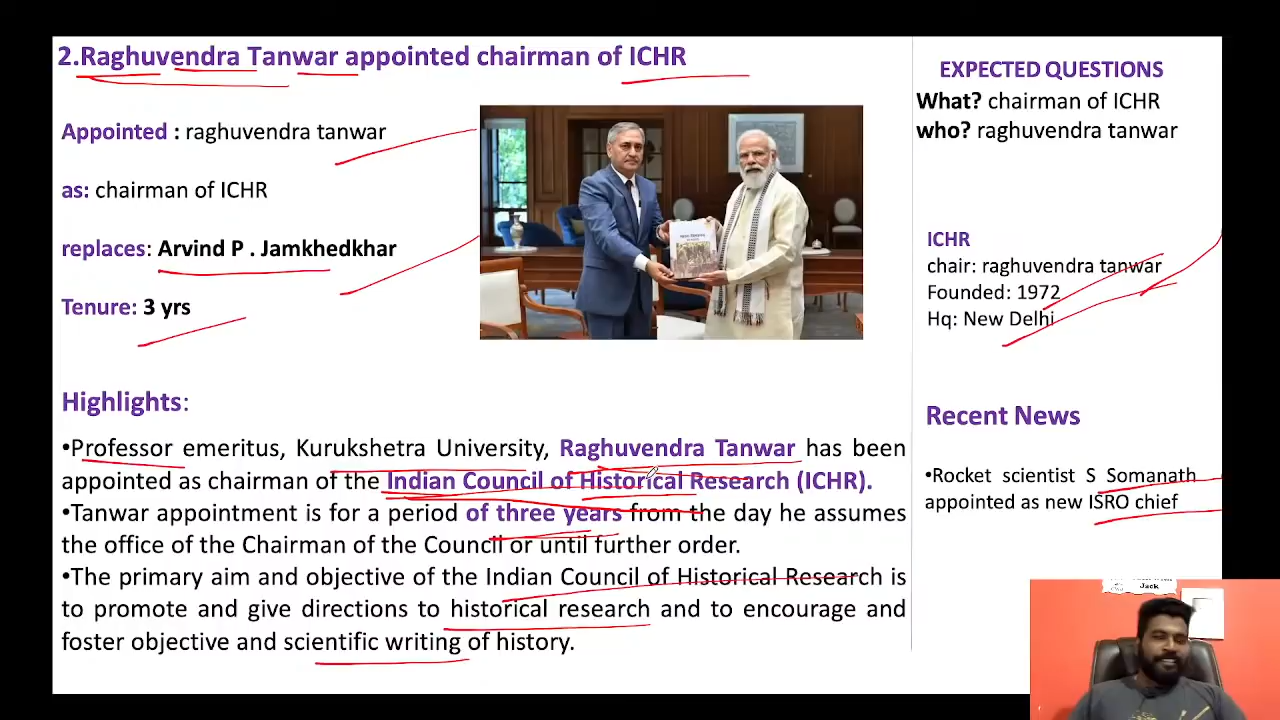 2.Raghuvendra Tanwar appointed chairman of ICHR
Appointed : raghuvendra tanwar
as: chairman of ICHR
replaces: Arvind P . Jamkhedkhar
Tenure: 3 yrs
Highlights:
•Professor emeritus, Kurukshetra University, Raghuvendra Tanwar has been
appointed as chairman of the Indian Council of Historical Research (ICHR).
•Tanwar appointment is for a period of three years from the day he assumes
the office of the Chairman of the Council or until further order.
•The primary aim and objective of the Indian Council of Historical Research is
to promote and give directions to historical research and to encourage and
foster objective and scientific writing of history.
EXPECTED QUESTIONS
What? chairman of ICHR
who? raghuvendra tanwar
ICHR
chair: raghuvendra tanwar
Founded: 1972
Hq: New Delhi
Recent News
•Rocket scientist S Somanath
appointed as new ISRO chief
Jack